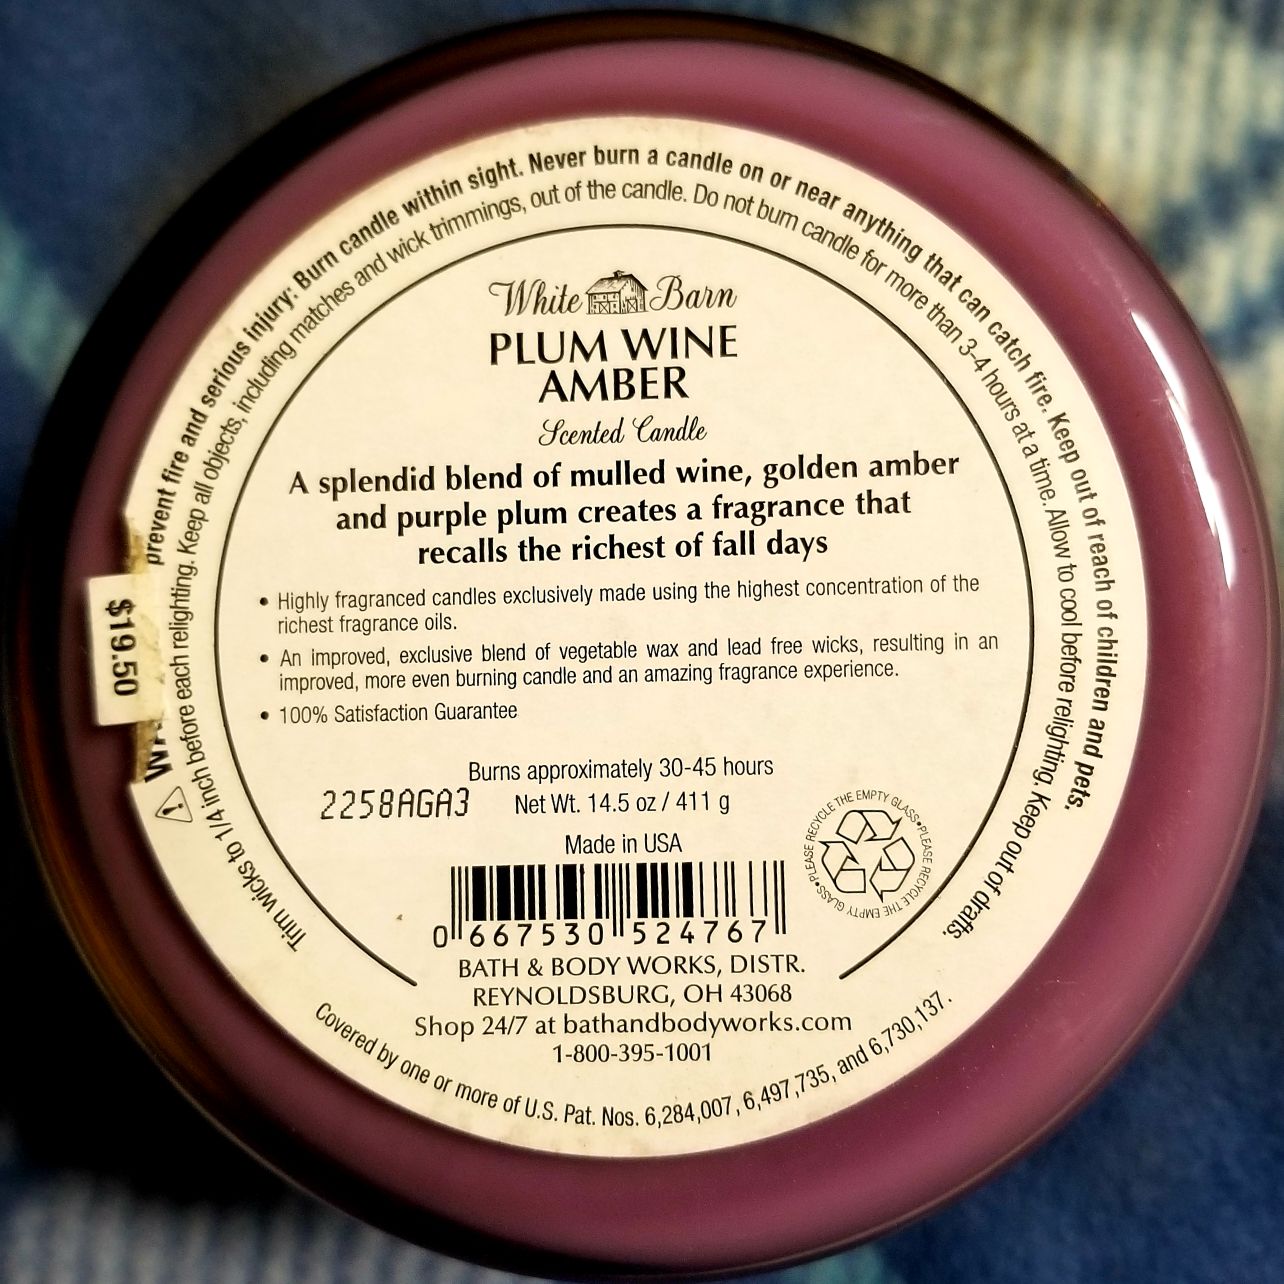 prevent fire and serious injury: Burn candle within sight. Never burn a candle on or near anything that can catch fire. Keep out of reach of children and pets.
Trim wicks to 1/4 inch before each relighting. Keep all objects, including matches and wick trimmings, out of the candle. Do not burn candle for more than 3-4 hours at a time. Allow to cool before relighting. Keep out of drafts.
$19.50
White Barn
PLUM WINE
AMBER
Scented Candle
A splendid blend of mulled wine, golden amber
and purple plum creates a fragrance that
recalls the richest of fall days
• Highly fragranced candles exclusively made using the highest concentration of the
richest fragrance oils.
• An improved, exclusive blend of vegetable wax and lead free wicks, resulting in an
improved, more even burning candle and an amazing fragrance experience.
• 100% Satisfaction Guarantee
Burns approximately 30-45 hours
2258AGA3
Net Wt. 14.5 oz / 411 g
Made in USA
PLEASE RECYCLE THE EMPTY GLASS • PLEASE RECYCLE THE EMPTY GLASS •
0 667530 524767
BATH & BODY WORKS, DISTR.
REYNOLDSBURG, OH 43068
Shop 24/7 at bathandbodyworks.com
1-800-395-1001
Covered by one or more of U.S. Pat. Nos. 6,284,007, 6,497,735, and 6,730,137.